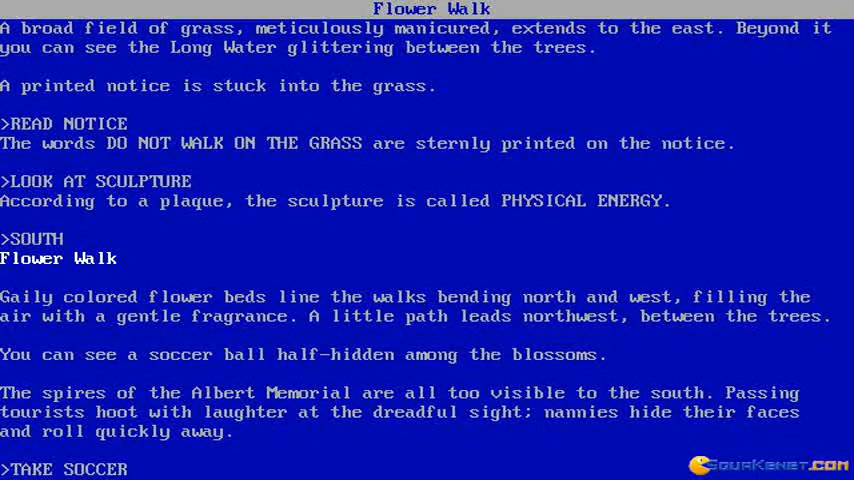 Flower Walk
A broad field of grass, meticulously manicured, extends to the east. Beyond it
you can see the Long Water glittering between the trees.
A printed notice is stuck into the grass.
>READ NOTICE
The words DO NOT WALK ON THE GRASS are sternly printed on the notice.
>LOOK AT SCULPTURE
According to a plaque, the sculpture is called PHYSICAL ENERGY.
>SOUTH
Flower Walk
Gaily colored flower beds line the walks bending north and west, filling the
air with a gentle fragrance. A little path leads northwest, between the trees.
You can see a soccer ball half-hidden among the blossoms.
The spires of the Albert Memorial are all too visible to the south. Passing
tourists hoot with laughter at the dreadful sight; nannies hide their faces
and roll quickly away.
>TAKE SOCCER
SquaKeNet.com